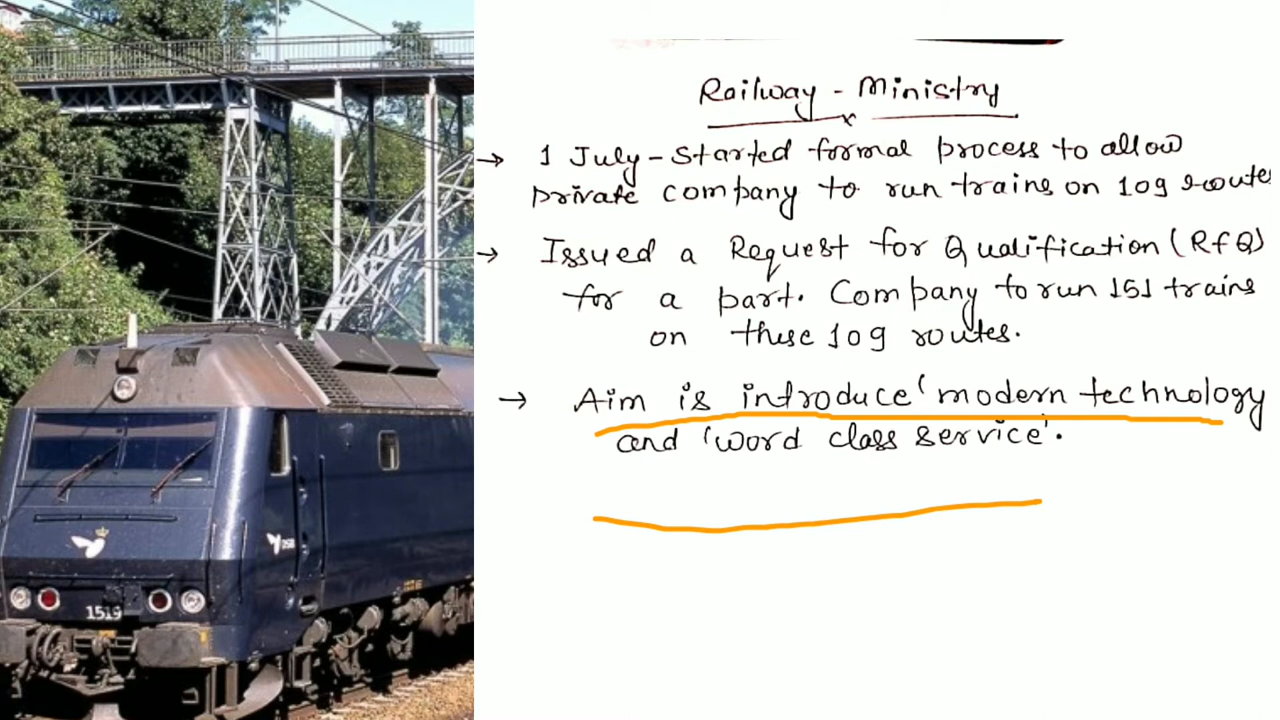 Railway - Ministry
→ 1 July - Started formal process to allow
private company to run trains on 109 routes
→ Issued a Request for Qualification (RfQ)
for a part. Company to run 151 trains
on these 109 routes.
→ Aim is introduce 'modern technology
and 'word class service'.
DSB
1519